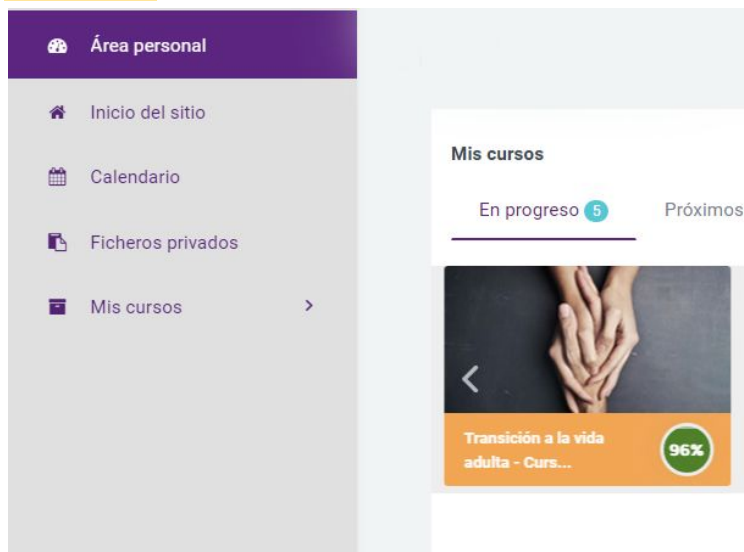 Área personal
Inicio del sitio
Calendario
Ficheros privados
Mis cursos
Mis cursos
En progreso 5
Próximos
Transición a la vida
adulta - Curs...
96%